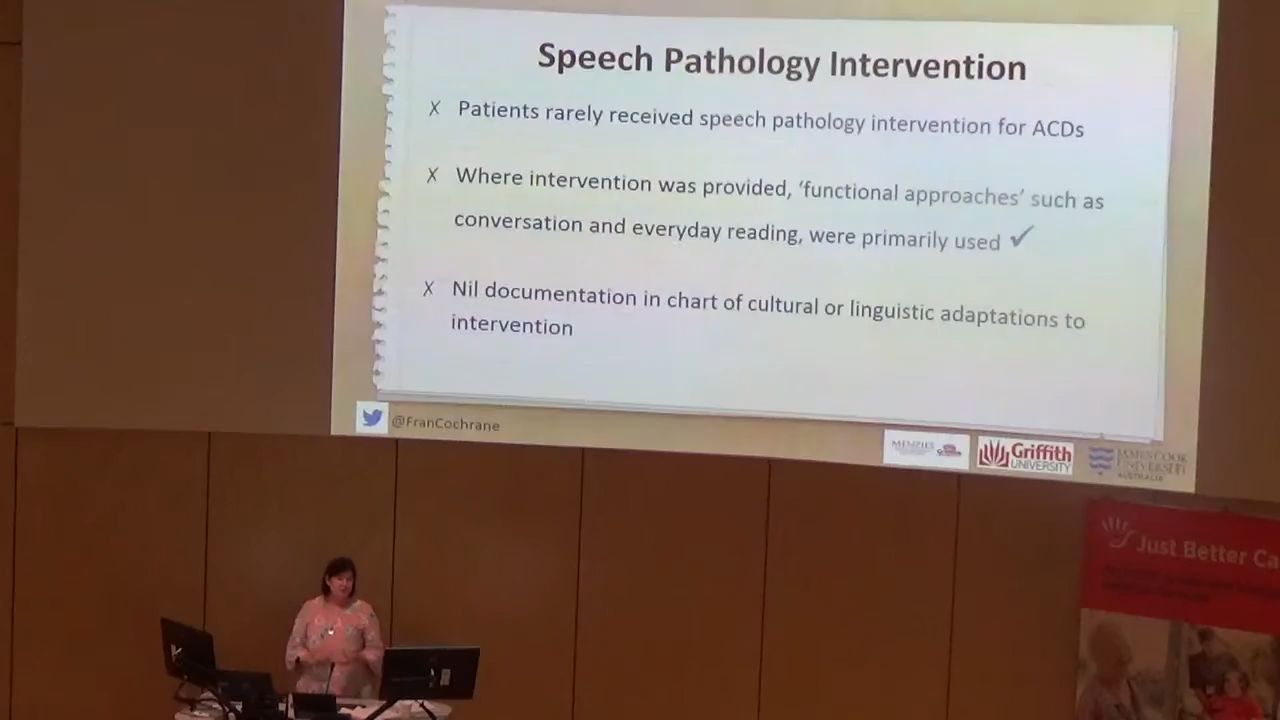 Speech Pathology Intervention
✗ Patients rarely received speech pathology intervention for ACDs
✗ Where intervention was provided, ‘functional approaches’ such as
conversation and everyday reading, were primarily used ✓
✗ Nil documentation in chart of cultural or linguistic adaptations to
intervention
@FranCochrane
MENZIES
Griffith
UNIVERSITY
JAMES COOK
UNIVERSITY
AUSTRALIA
Just Better Ca